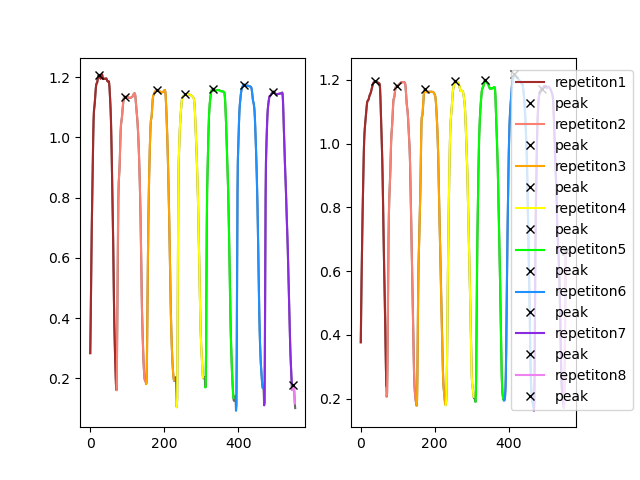 1.2
1.0
0.8
0.6
0.4
0.2
0
200
400
1.2
1.0
0.8
0.6
0.4
0.2
0
200
400
repetiton1
peak
repetiton2
peak
repetiton3
peak
repetiton4
peak
repetiton5
peak
repetiton6
peak
repetiton7
peak
repetiton8
peak